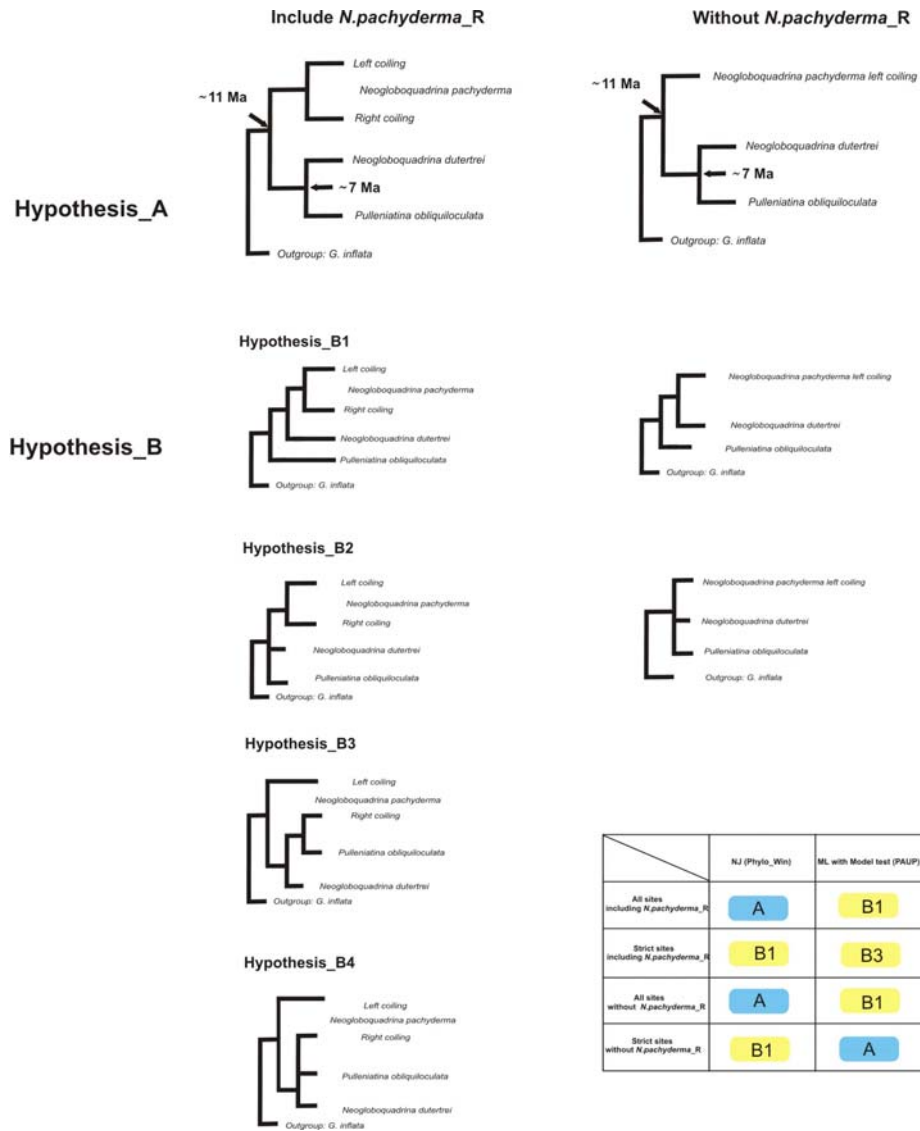 Include N.pachyderma_R
Without N.pachyderma_R
Hypothesis_A
~11 Ma
Left coiling
Neogloboquadrina pachyderma
Right coiling
Neogloboquadrina dutertrei
~7 Ma
Pulleniatina obliquiloculata
Outgroup: G. inflata
~11 Ma
Neogloboquadrina pachyderma left coiling
Neogloboquadrina dutertrei
~7 Ma
Pulleniatina obliquiloculata
Outgroup: G. inflata
Hypothesis_B
Hypothesis_B1
Left coiling
Neogloboquadrina pachyderma
Right coiling
Neogloboquadrina dutertrei
Pulleniatina obliquiloculata
Outgroup: G. inflata
Neogloboquadrina pachyderma left coiling
Neogloboquadrina dutertrei
Pulleniatina obliquiloculata
Outgroup: G. inflata
Hypothesis_B2
Left coiling
Neogloboquadrina pachyderma
Right coiling
Neogloboquadrina dutertrei
Pulleniatina obliquiloculata
Outgroup: G. inflata
Neogloboquadrina pachyderma left coiling
Neogloboquadrina dutertrei
Pulleniatina obliquiloculata
Outgroup: G. inflata
Hypothesis_B3
Left coiling
Neogloboquadrina pachyderma
Right coiling
Pulleniatina obliquiloculata
Neogloboquadrina dutertrei
Outgroup: G. inflata
Hypothesis_B4
Left coiling
Neogloboquadrina pachyderma
Right coiling
Pulleniatina obliquiloculata
Neogloboquadrina dutertrei
Outgroup: G. inflata
NJ (Phylo_Win) ML with Model test (PAUP)
All sites
including N.pachyderma_R
A B1
Strict sites
including N.pachyderma_R
B1 B3
All sites
without N.pachyderma_R
A B1
Strict sites
without N.pachyderma_R
B1 A